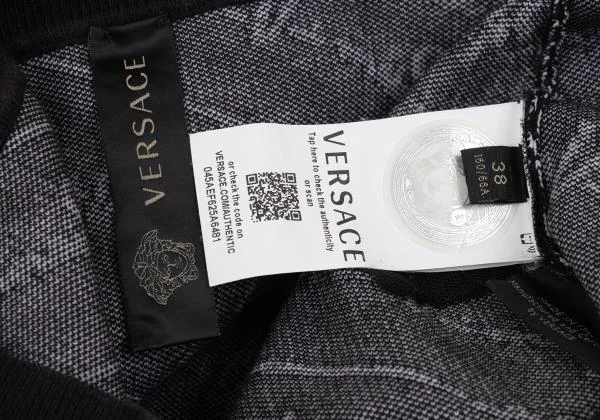 VERSACE
VERSACE
Tap here to check the authenticity
or scan
or check the code on
VERSACE.COM/AUTHENTIC
045AEF625A6481
38
160/66A